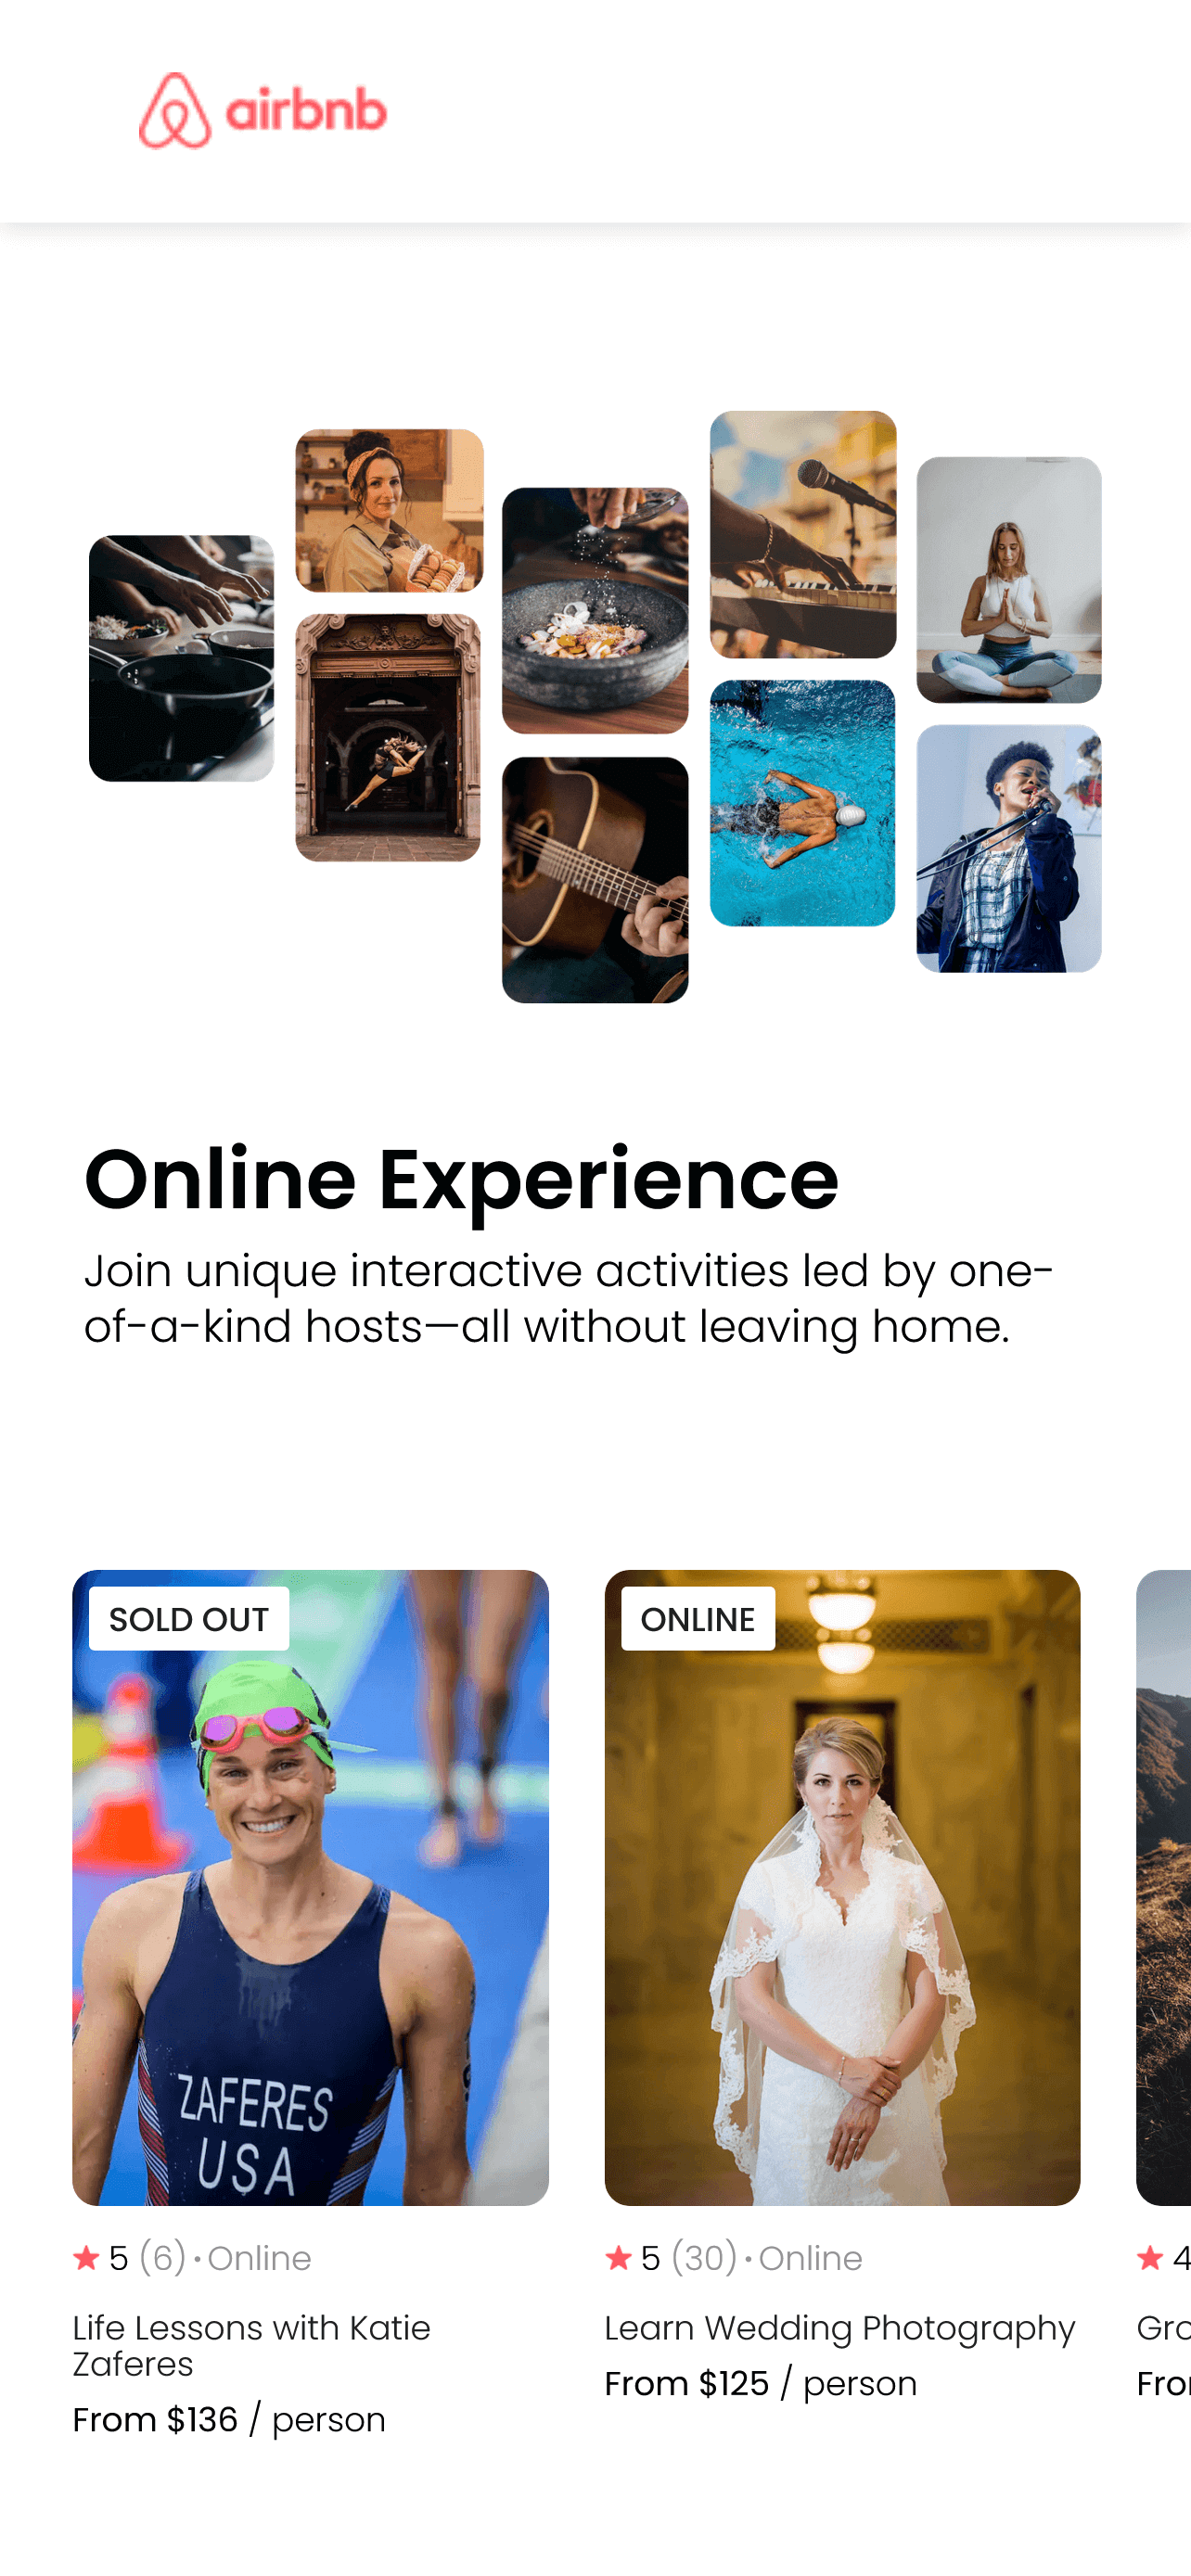 airbnb
Online Experience
Join unique interactive activities led by one-
of-a-kind hosts—all without leaving home.
SOLD OUT
ONLINE
ZAFERES
USA
5 (6) · Online
5 (30) · Online
4
Life Lessons with Katie
Zaferes
From $136 / person
Learn Wedding Photography
From $125 / person